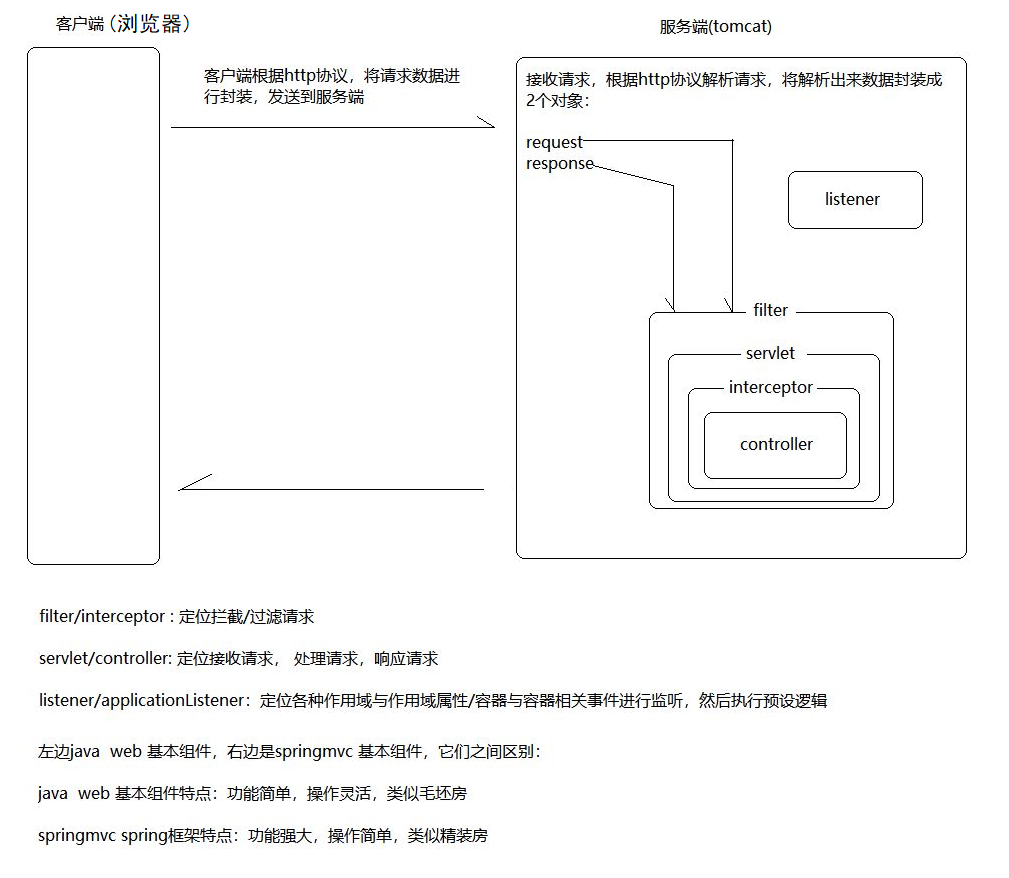 客户端 (浏览器)
服务端(tomcat)
客户端根据http协议，将请求数据进
行封装，发送到服务端
接收请求，根据http协议解析请求，将解析出来数据封装成
2个对象：
request
response
listener
filter
servlet
interceptor
controller
filter/interceptor : 定位拦截/过滤请求
servlet/controller: 定位接收请求， 处理请求，响应请求
listener/applicationListener：定位各种作用域与作用域属性/容器与容器相关事件进行监听，然后执行预设逻辑
左边java web 基本组件，右边是springmvc 基本组件，它们之间区别：
java web 基本组件特点：功能简单，操作灵活，类似毛坯房
springmvc spring框架特点：功能强大，操作简单，类似精装房